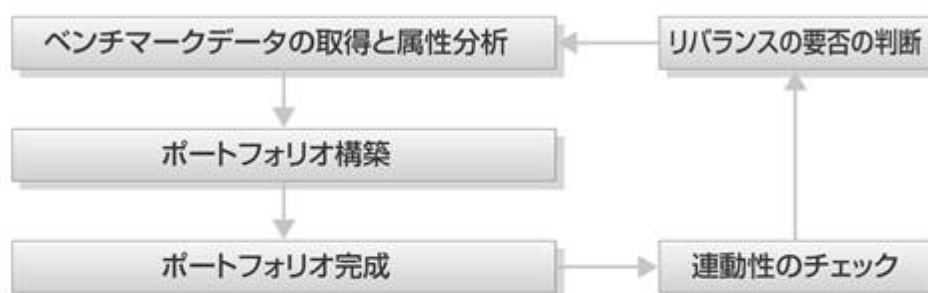 ベンチマークデータの取得と属性分析
リバランスの要否の判断
ポートフォリオ構築
ポートフォリオ完成
連動性のチェック